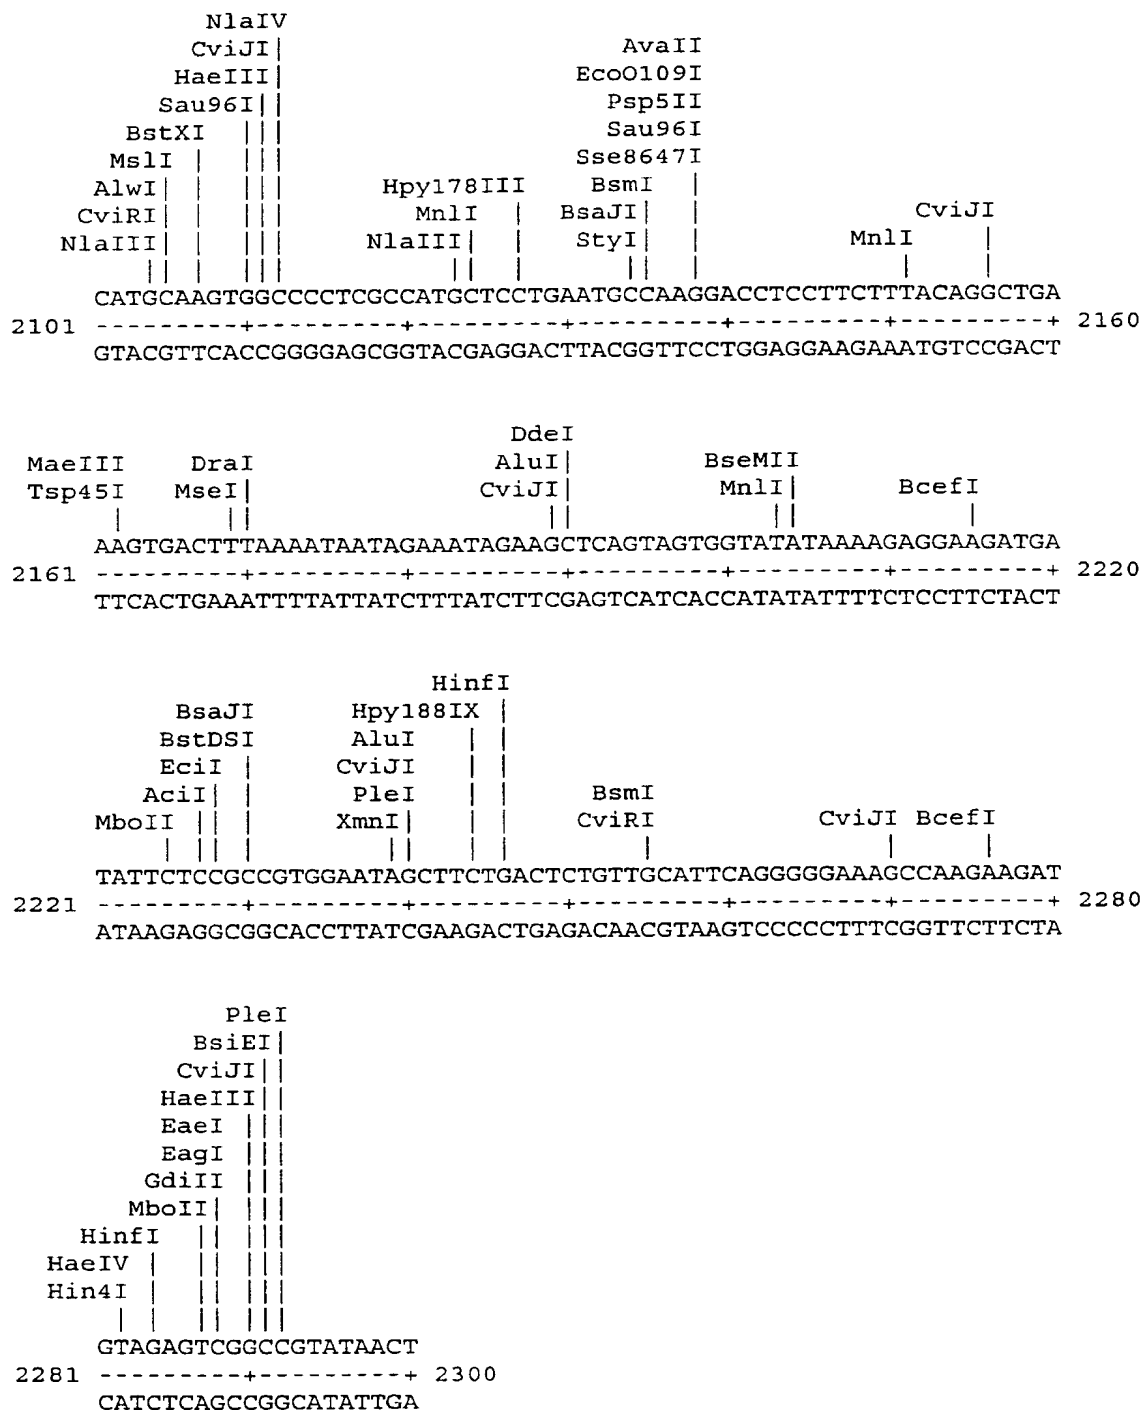 NlaIV
CviJI|
HaeIII||
Sau96I||
BstXI |||
MslI | |||
AlwI| | |||
CviRI| | |||
NlaIII|| | |||
AvaII
EcoO109I
Psp5II
Sau96I
Sse8647I
Hpy178III BsmI |
MnlI | BsaJI| | CviJI
NlaIII| | StyI| | MnlI |
CATGCAAGTGGCCCCTCGCCATGCTCCTGAATGCCAAGGACCTCCTTCTTTACAGGCTGA
2101 ---------+---------+---------+---------+---------+---------+ 2160
GTACGTTCACCGGGGAGCGGTACGAGGACTTACGGTTCCTGGAGGAAGAAATGTCCGACT
DdeI
MaeIII DraI AluI| BseMII
Tsp45I MseI| CviJI| MnlI| BcefI
AAGTGACTTTAAAATAATAGAAATAGAAGCTCAGTAGTGGTATATAAAAGAGGAAGATGA
2161 ---------+---------+---------+---------+---------+---------+ 2220
TTCACTGAAATTTTATTATCTTTATCTTCGAGTCATCACCATATATTTTCTCCTTCTACT
HinfI
BsaJI Hpy188IX |
BstDSI AluI | |
EciI | CviJI | |
AciI| | PleI | | BsmI
MboII || | XmnI| | | CviRI CviJI BcefI
TATTCTCCGCCGTGGAATAGCTTCTGACTCTGTTGCATTCAGGGGGAAAGCCAAGAAGAT
2221 ---------+---------+---------+---------+---------+---------+ 2280
ATAAGAGGCGGCACCTTATCGAAGACTGAGACAACGTAAGTCCCCCTTTCGGTTCTTCTA
PleI
BsiEI|
CviJI||
HaeIII||
EaeI |||
EagI |||
GdiII |||
MboII| |||
HinfI || |||
HaeIV | || |||
Hin4I | || |||
GTAGAGTCGGCCGTATAACT
2281 ---------+---------+ 2300
CATCTCAGCCGGCATATTGA